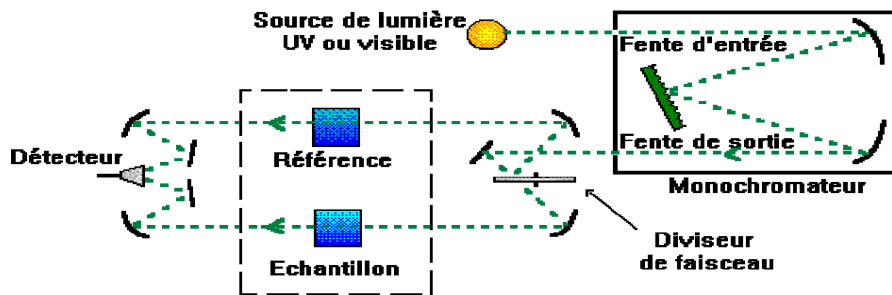 Source de lumière
UV ou visible
Fente d'entrée
Fente de sortie
Monochromateur
Détecteur
Référence
Echantillon
Diviseur
de faisceau